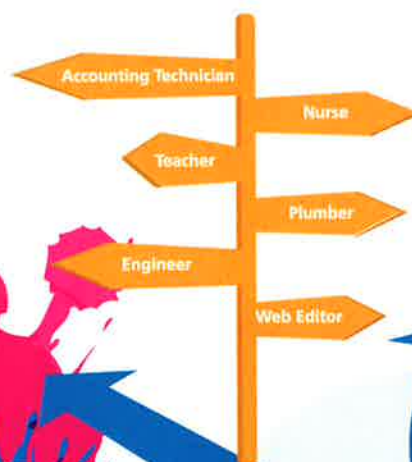 Accounting Technician
Nurse
Teacher
Plumber
Engineer
Web Editor